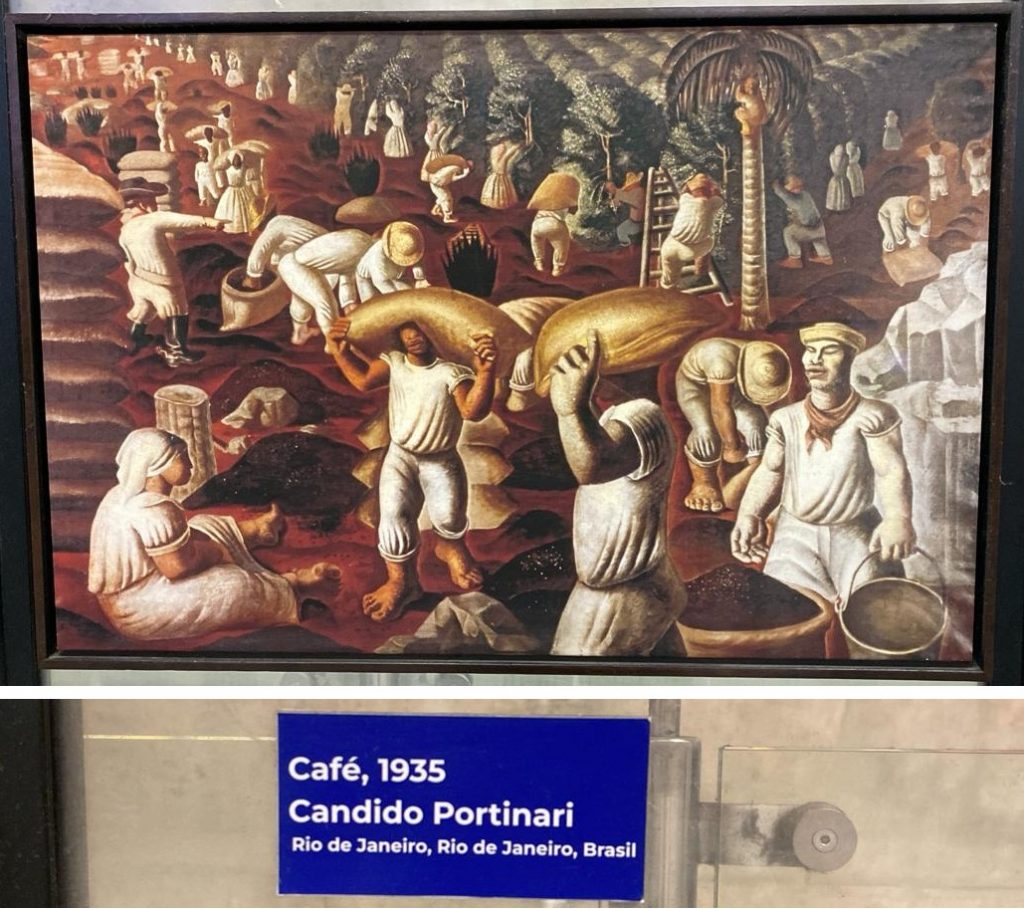 Café, 1935
Candido Portinari
Rio de Janeiro, Rio de Janeiro, Brasil